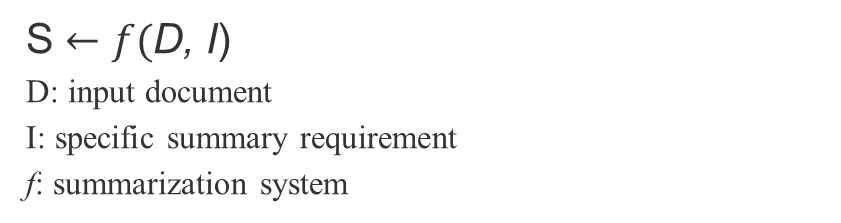 S ← f(D, I)
D: input document
I: specific summary requirement
f: summarization system